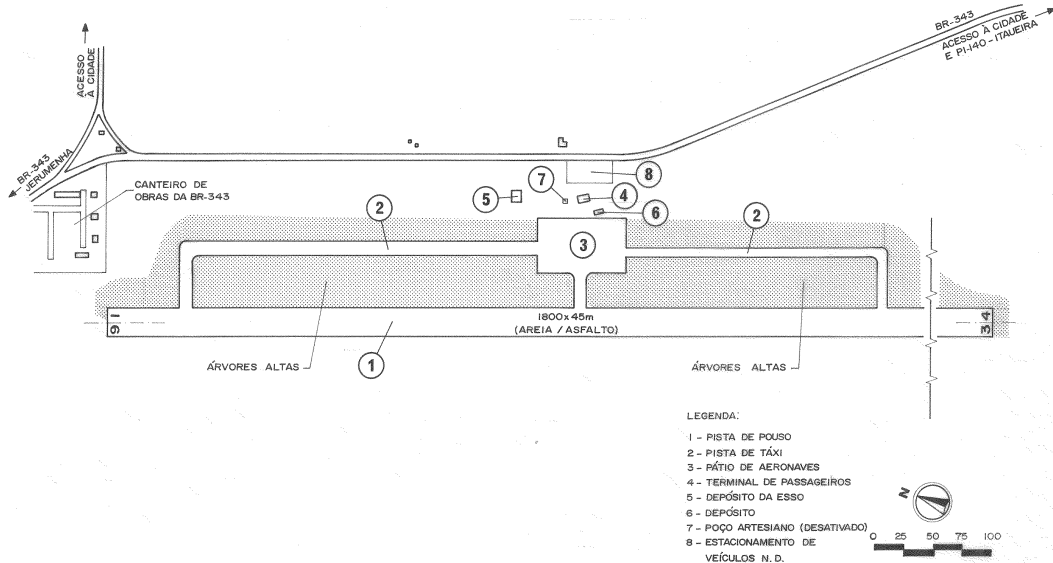 BR-343
ACESSO À CIDADE
E PI-140-ITAUEIRA
ACESSO
À CIDADE
BR-343
JERUMENHA
CANTEIRO DE
OBRAS DA BR-343
7
8
5
4
2
6
2
3
1800x45m
(AREIA / ASFALTO)
16
34
ÁRVORES ALTAS
1
ÁRVORES ALTAS
LEGENDA:
1 - PISTA DE POUSO
2 - PISTA DE TÁXI
3 - PÁTIO DE AERONAVES
4 - TERMINAL DE PASSAGEIROS
5 - DEPÓSITO DA ESSO
6 - DEPÓSITO
7 - POÇO ARTESIANO (DESATIVADO)
8 - ESTACIONAMENTO DE
VEÍCULOS N. D.
N
0 25 50 75 100